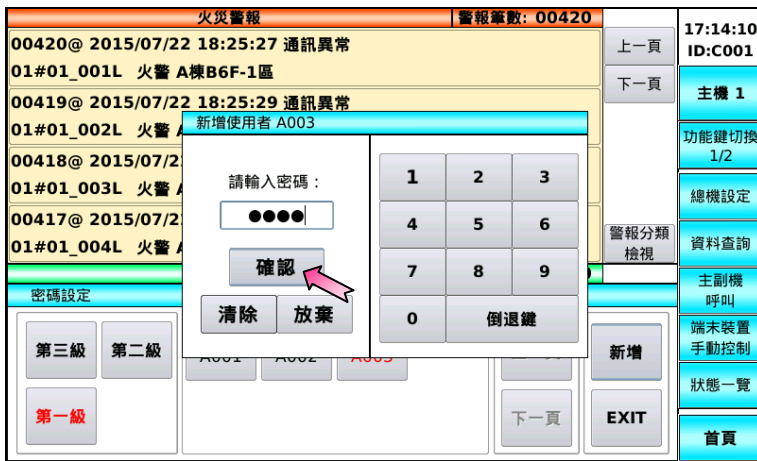 火災警報
警報筆數: 00420
17:14:10
ID:C001
00420@ 2015/07/22 18:25:27 通訊異常
01#01_001L 火警 A棟B6F-1區
00419@ 2015/07/22 18:25:29 通訊異常
01#01_002L 火警
00418@ 2015/07/2
01#01_003L 火警
00417@ 2015/07/2
01#01_004L 火警
上一頁
下一頁
警報分類
檢視
主機 1
功能鍵切換
1/2
總機設定
資料查詢
主副機
呼叫
端末裝置
手動控制
狀態一覽
首頁
新增使用者 A003
請輸入密碼：
●●●●
確認
清除
放棄
1
2
3
4
5
6
7
8
9
0
倒退鍵
密碼設定
第三級
第二級
第一級
A001
A002
A003
下一頁
新增
EXIT